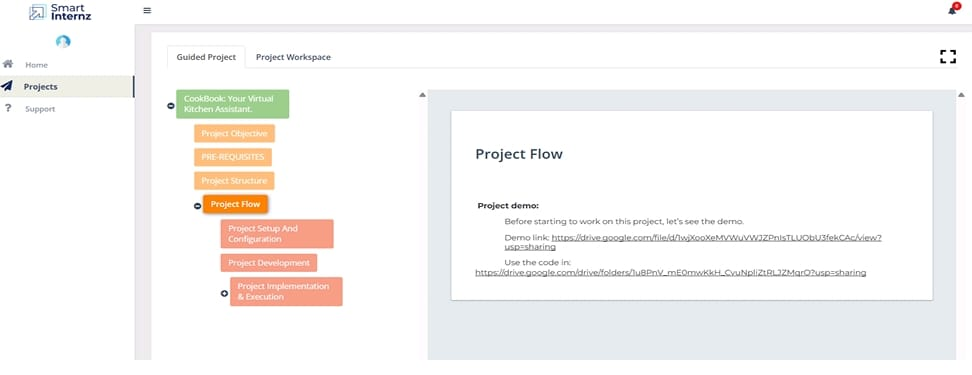 Smart
Internz
6
Home
Projects
Support
Guided Project
Project Workspace
CookBook: Your Virtual
Kitchen Assistant.
Project Objective
PRE-REQUISITES
Project Structure
Project Flow
Project Setup And
Configuration
Project Development
Project Implementation
& Execution
Project Flow
Project demo:
Before starting to work on this project, let's see the demo.
Demo link: https://drive.google.com/file/d/1wjXooXeMVWuVWJZPnIsTLUObU3fekCAc/view?
usp=sharing
Use the code in:
https://drive.google.com/drive/folders/1u8PnV_mE0mwKkH_CvuNpliZtRLJZMqrO?usp=sharing